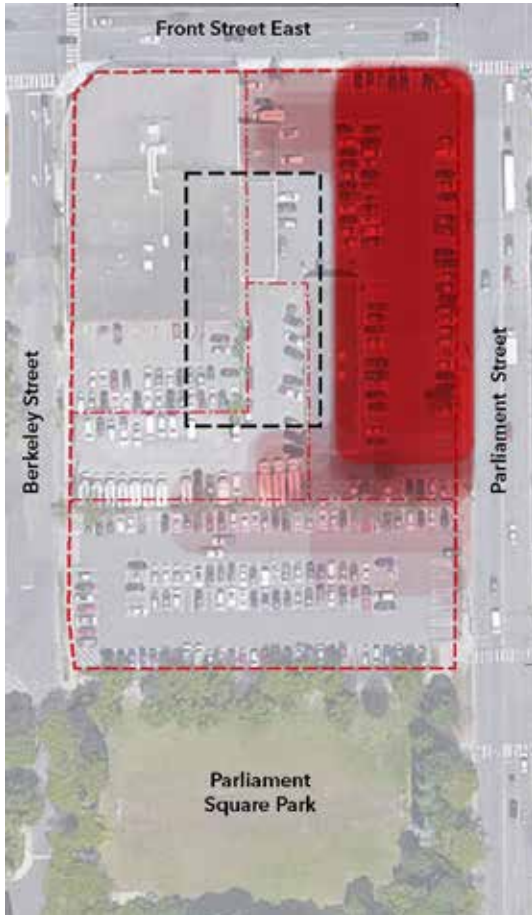 Front Street East
Berkeley Street
Parliament Street
Parliament
Square Park